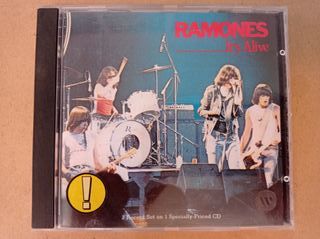 RAMONES
It's Alive
R
!
2 Record Set on 1 Specially-Priced CD